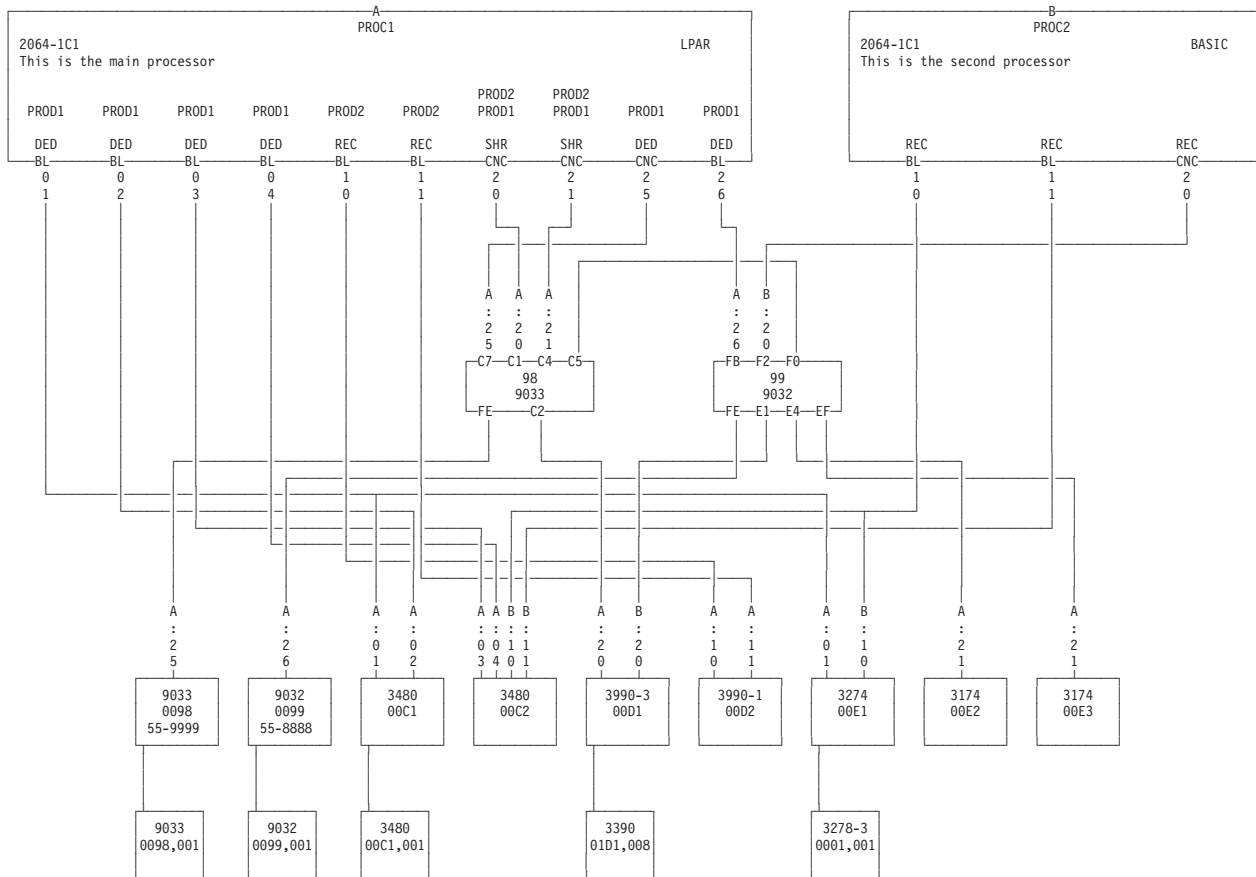 A B
PROC1 PROC2
2064-1C1 LPAR 2064-1C1 BASIC
This is the main processor This is the second processor
PROD2 PROD2
PROD1 PROD1 PROD1 PROD1 PROD2 PROD2 PROD1 PROD1 PROD1 PROD1
DED DED DED DED REC REC SHR SHR DED DED REC REC REC
BL BL BL BL BL BL CNC CNC CNC BL BL BL CNC
0 0 0 0 1 1 2 2 2 2 1 1 2
1 2 3 4 0 1 0 1 5 6 0 1 0
A A A A B
: : : : :
2 2 2 2 2
5 0 1 6 0
C7 C1 C4 C5 FB F2 F0
98 99
9033 9032
FE C2 FE E1 E4 EF
A A A A A A B B A B A A A B A A
: : : : : : : : : : : : : : : :
2 2 0 0 0 0 1 1 2 2 1 1 0 1 2 2
5 6 1 2 3 4 0 1 0 0 0 1 1 0 1 1
9033 9032 3480 3480 3990-3 3990-1 3274 3174 3174
0098 0099 00C1 00C2 00D1 00D2 00E1 00E2 00E3
55-9999 55-8888
9033 9032 3480 3390 3278-3
0098,001 0099,001 00C1,001 01D1,008 0001,001